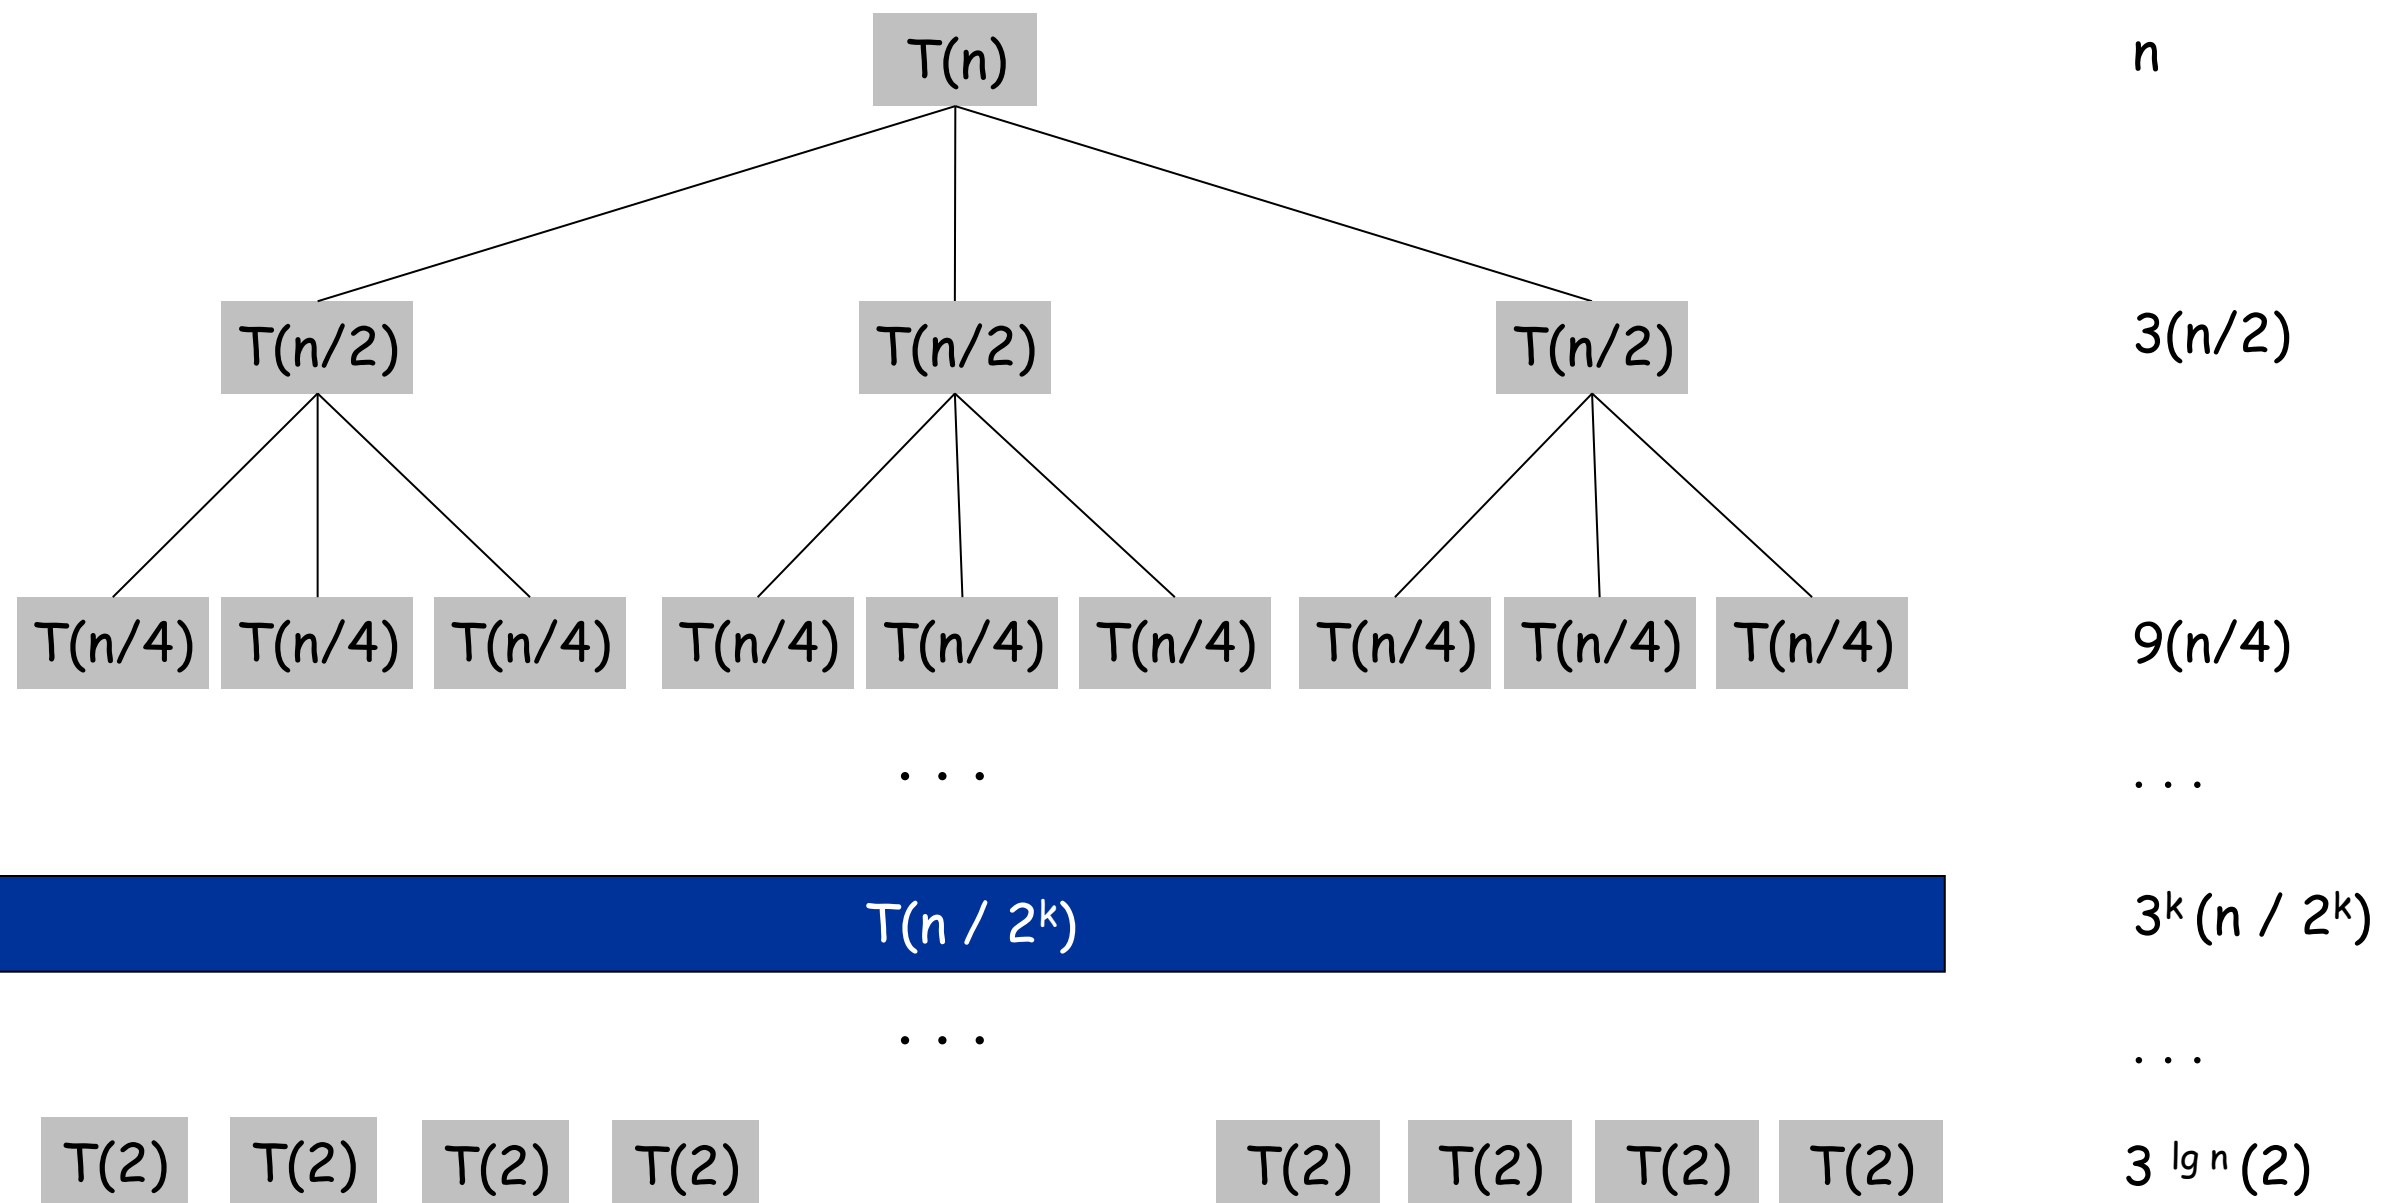 T(n) n
T(n/2) T(n/2) T(n/2) 3(n/2)
T(n/4) T(n/4) T(n/4) T(n/4) T(n/4) T(n/4) T(n/4) T(n/4) T(n/4) 9(n/4)
. . . . . .
T(n / 2ᵏ) 3ᵏ (n / 2ᵏ)
. . . . . .
T(2) T(2) T(2) T(2) T(2) T(2) T(2) T(2) 3 ˡᵍ ⁿ (2)